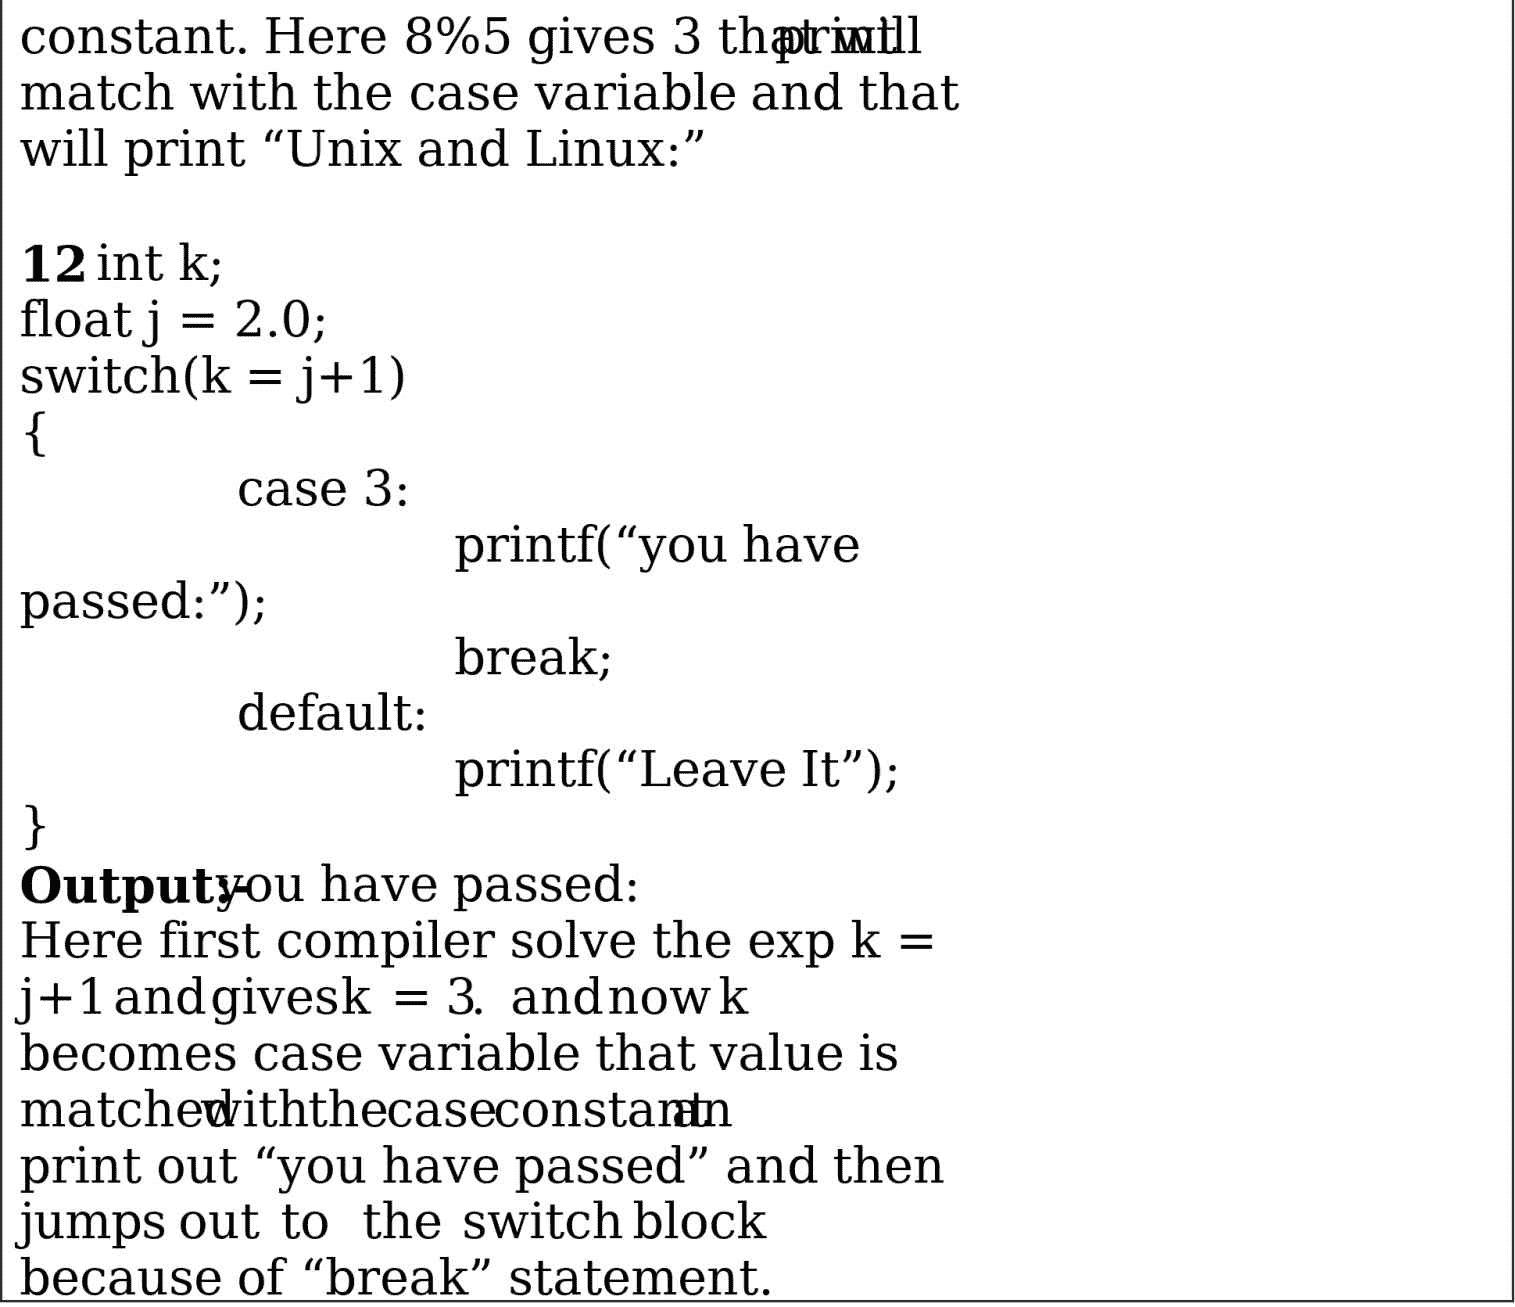 constant. Here 8%5 gives 3 that will print
match with the case variable and that
will print “Unix and Linux:”
12 int k;
float j = 2.0;
switch(k = j+1)
{
case 3:
printf(“you have
passed:”);
break;
default:
printf(“Leave It”);
}
Output:- you have passed:
Here first compiler solve the exp k =
j+1 and gives k = 3. and now k
becomes case variable that value is
matched with the case constant. an
print out “you have passed” and then
jumps out to the switch block
because of “break” statement.